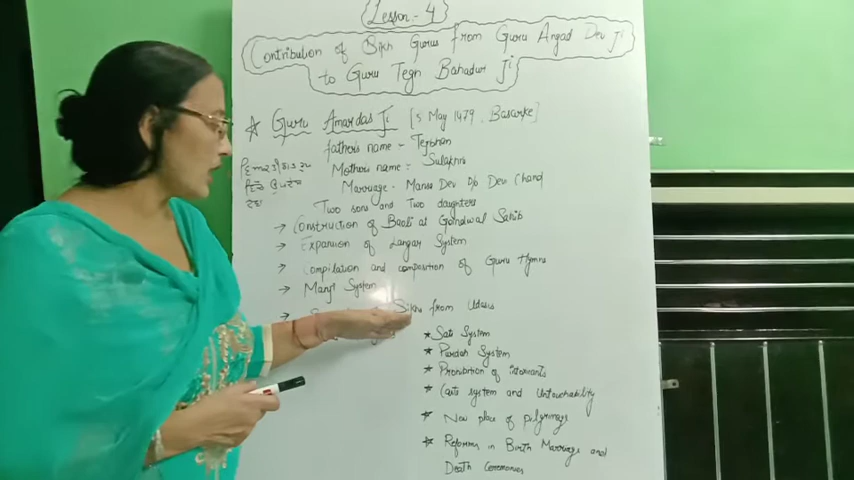 Lesson - 4
Contribution of Sikh Gurus from Guru Angad Dev Ji
to Guru Tegn Bahadur Ji
* Guru Amardas Ji [5 May 1479, Basarke]
father's name - Tejbhan
Mother's name = Sulakhni
Marriage - Mansa Devi D/o Devi Chand
Two sons and Two daughters
→ Construction of Baoli at Goindwal Sahib
→ Expansion of Langar System
→ Compilation and composition of Guru Hymns
→ Manji System
→ Sikhs from Udasis
* Sati System
* Pardah System
* Prohibition of intoxicants
* Caste system and Untouchability
* New place of pilgrimage
* Reforms in Birth Marriage and
Death Ceremonies